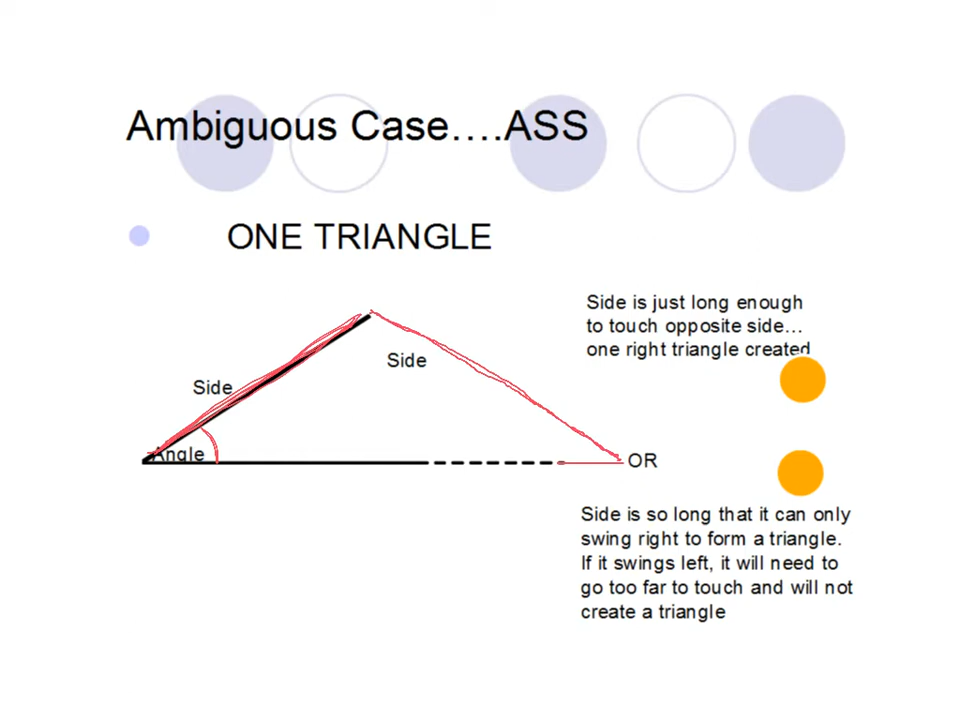 Ambiguous Case….ASS
ONE TRIANGLE
Side is just long enough
to touch opposite side…
one right triangle created
Side
Side
Angle
OR
Side is so long that it can only
swing right to form a triangle.
If it swings left, it will need to
go too far to touch and will not
create a triangle